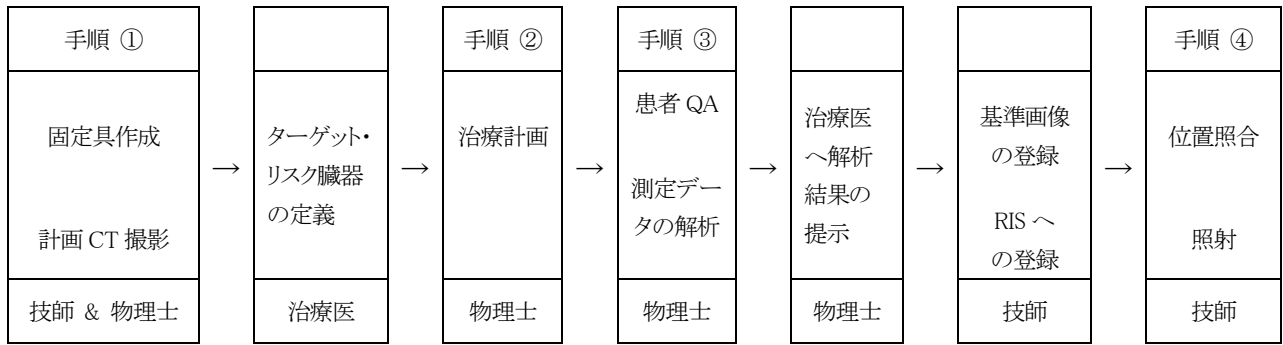 手順 ①
固定具作成
計画 CT 撮影
技師 & 物理士
→
ターゲット・
リスク臓器
の定義
治療医
→
手順 ②
治療計画
物理士
→
手順 ③
患者 QA
測定デー
タの解析
物理士
→
治療医
へ解析
結果の
提示
物理士
→
基準画像
の登録
RIS へ
の登録
技師
→
手順 ④
位置照合
照射
技師